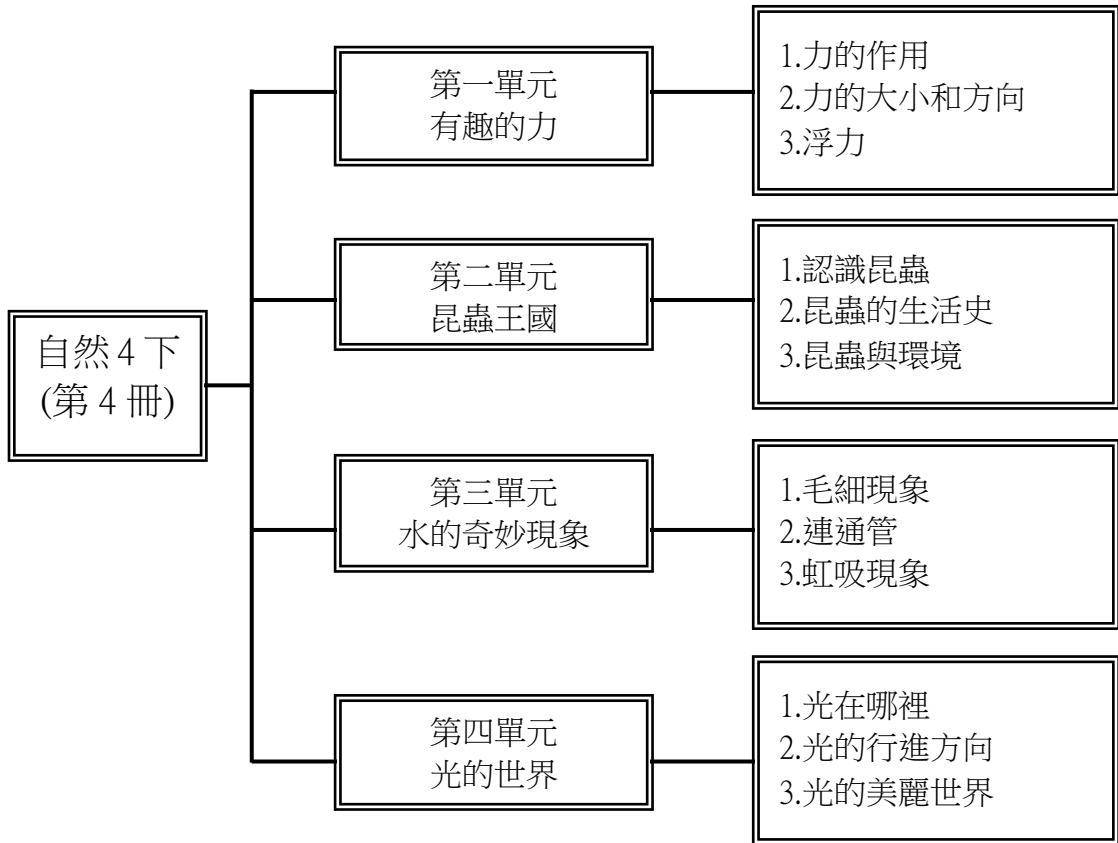 自然4下
(第4冊)
第一單元
有趣的力
1.力的作用
2.力的大小和方向
3.浮力
第二單元
昆蟲王國
1.認識昆蟲
2.昆蟲的生活史
3.昆蟲與環境
第三單元
水的奇妙現象
1.毛細現象
2.連通管
3.虹吸現象
第四單元
光的世界
1.光在哪裡
2.光的行進方向
3.光的美麗世界